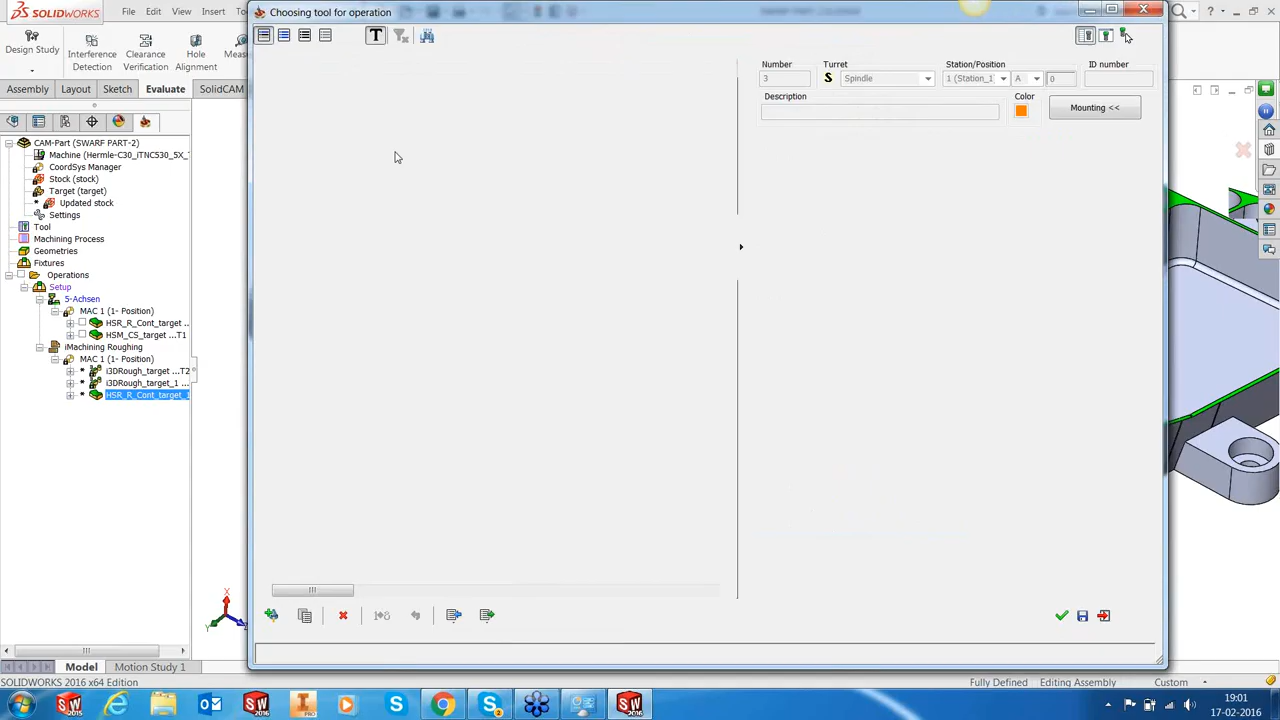 SOLIDWORKS
File
Edit
View
Insert
Choosing tool for operation
Design Study
Interference Detection
Clearance Verification
Hole Alignment
Assembly
Layout
Sketch
Evaluate
SolidCAM
T
Number
Turret
Station/Position
ID number
3
S
Spindle
1 (Station_1
A
0
Description
Color
Mounting <<
CAM-Part (SWARF PART-2)
Machine (Hermle-C30_iTNC530_5X_
CoordSys Manager
Stock (stock)
Target (target)
Updated stock
Settings
Tool
Machining Process
Geometries
Fixtures
Operations
Setup
5-Achsen
MAC 1 (1- Position)
HSR_R_Cont_target ..
HSM_CS_target ...T1
iMachining Roughing
MAC 1 (1- Position)
i3DRough_target ...T2
i3DRough_target_1 ...
HSR_R_Cont_target_1
X
Y
Model
Motion Study 1
SOLIDWORKS 2016 x64 Edition
Fully Defined
Editing Assembly
Custom
19:01
17-02-2016